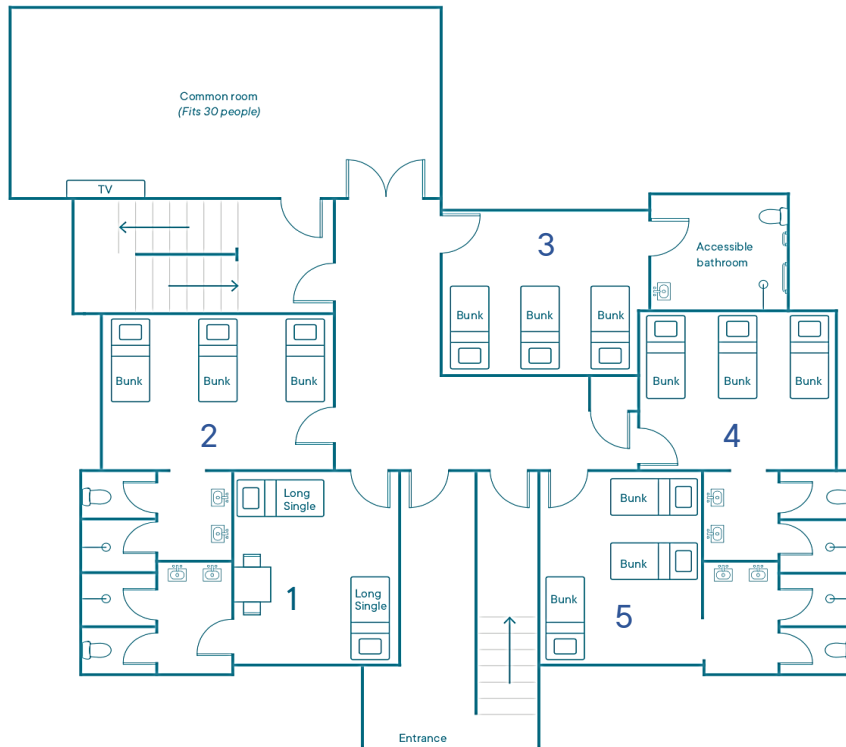 Common room
(Fits 30 people)
TV
3
Accessible
bathroom
Bunk
Bunk
Bunk
Bunk
Bunk
Bunk
Bunk
Bunk
Bunk
2
4
Long
Single
Bunk
Bunk
1
Long
Single
Bunk
5
Entrance